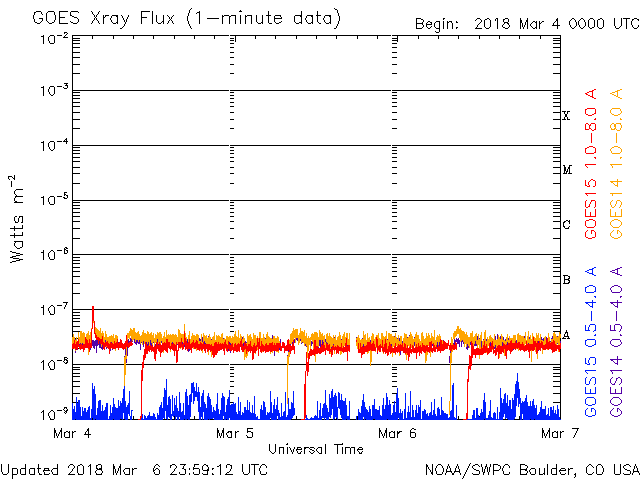 GOES Xray Flux (1-minute data)
Begin: 2018 Mar 4 0000 UTC
10⁻²
10⁻³
10⁻⁴
10⁻⁵
10⁻⁶
10⁻⁷
10⁻⁸
10⁻⁹
Watts m⁻²
X
M
C
B
A
GOES15 1.0-8.0 A
GOES14 1.0-8.0 A
GOES15 0.5-4.0 A
GOES14 0.5-4.0 A
Mar 4
Mar 5
Mar 6
Mar 7
Universal Time
Updated 2018 Mar 6 23:59:12 UTC
NOAA/SWPC Boulder, CO USA